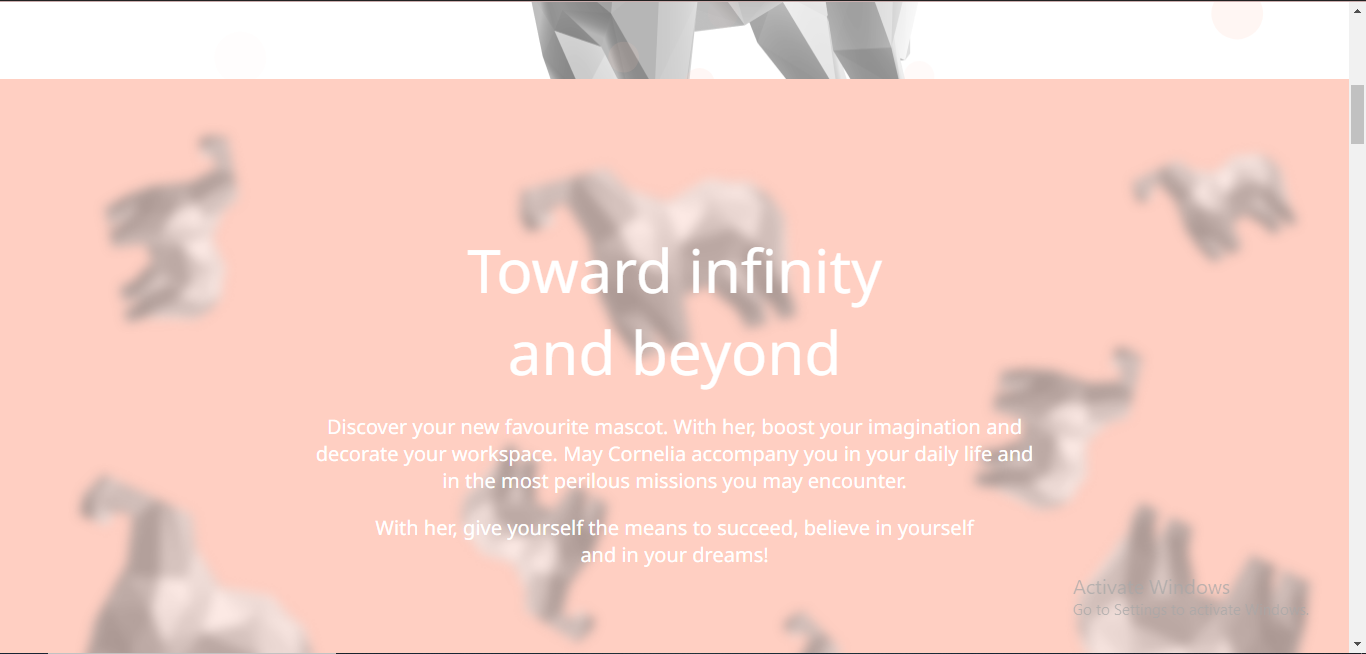 Toward infinity
and beyond
Discover your new favourite mascot. With her, boost your imagination and
decorate your workspace. May Cornelia accompany you in your daily life and
in the most perilous missions you may encounter.
With her, give yourself the means to succeed, believe in yourself
and in your dreams!
Activate Windows
Go to Settings to activate Windows.